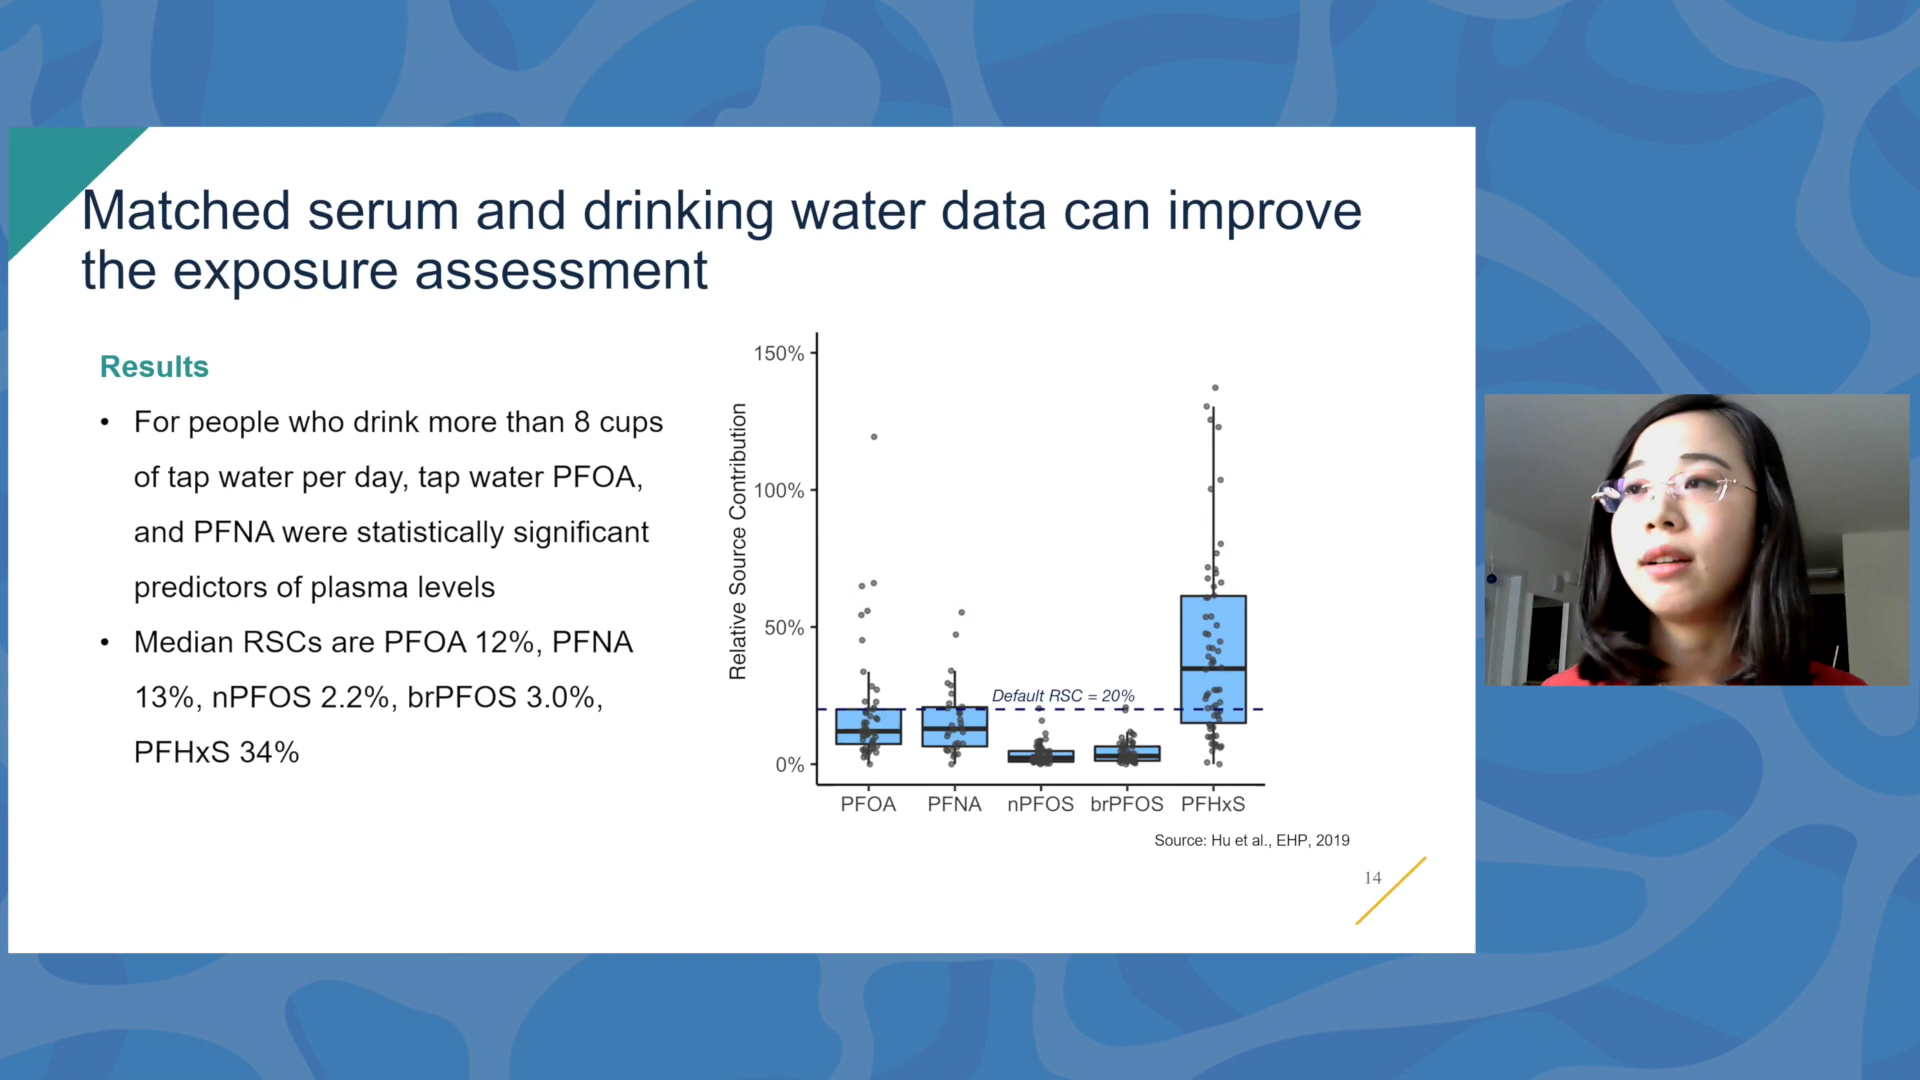 Matched serum and drinking water data can improve
the exposure assessment
Results
• For people who drink more than 8 cups
of tap water per day, tap water PFOA,
and PFNA were statistically significant
predictors of plasma levels
• Median RSCs are PFOA 12%, PFNA
13%, nPFOS 2.2%, brPFOS 3.0%,
PFHxS 34%
Relative Source Contribution
150%
100%
50%
0%
Default RSC = 20%
PFOA PFNA nPFOS brPFOS PFHxS
Source: Hu et al., EHP, 2019
14